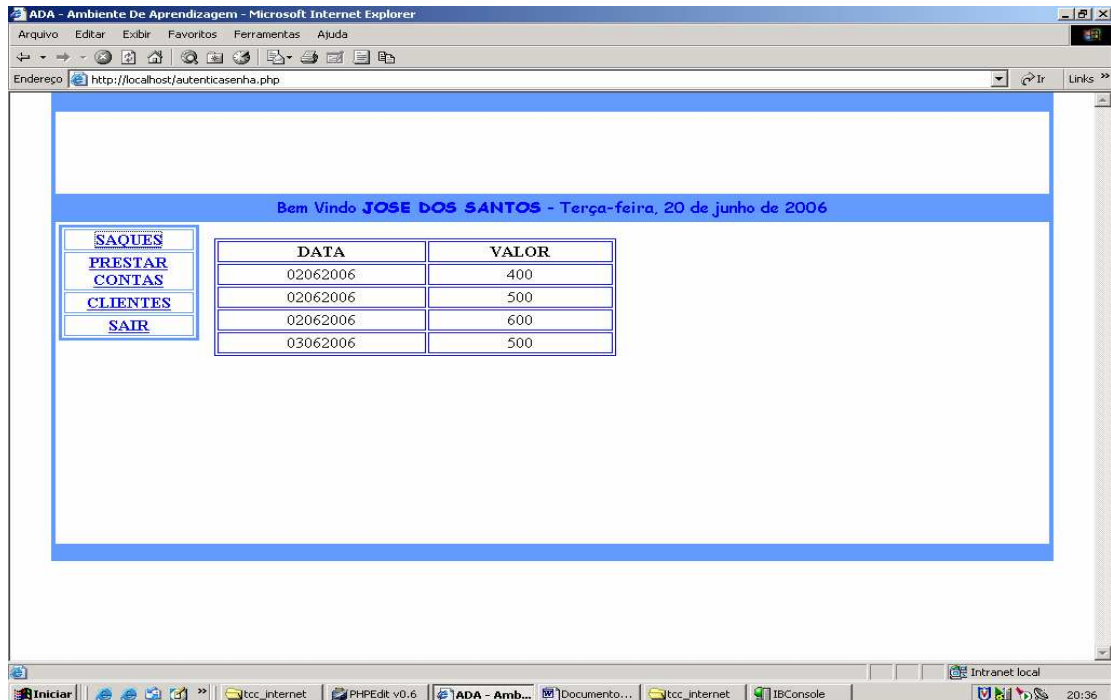 ADA - Ambiente De Aprendizagem - Microsoft Internet Explorer
Arquivo Editar Exibir Favoritos Ferramentas Ajuda
Endereço http://localhost/autenticasenha.php Ir Links »
Bem Vindo JOSE DOS SANTOS - Terça-feira, 20 de junho de 2006
SAQUES
PRESTAR
CONTAS
CLIENTES
SAIR
DATA VALOR
02062006 400
02062006 500
02062006 600
03062006 500
Intranet local
Iniciar » tcc_internet PHPEdit v0.6 ADA - Amb... Documento... tcc_internet IBConsole 20:36